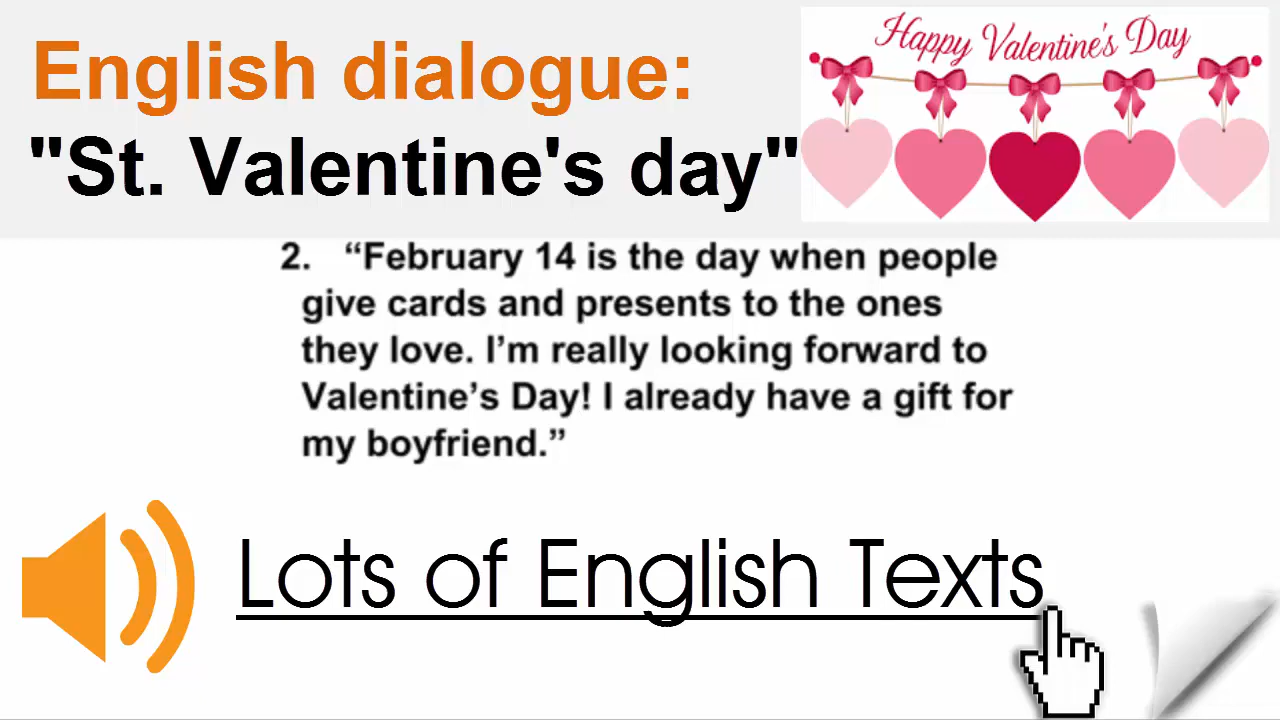 English dialogue:
"St. Valentine's day"
Happy Valentine's Day
2. “February 14 is the day when people
give cards and presents to the ones
they love. I’m really looking forward to
Valentine’s Day! I already have a gift for
my boyfriend.”
Lots of English Texts